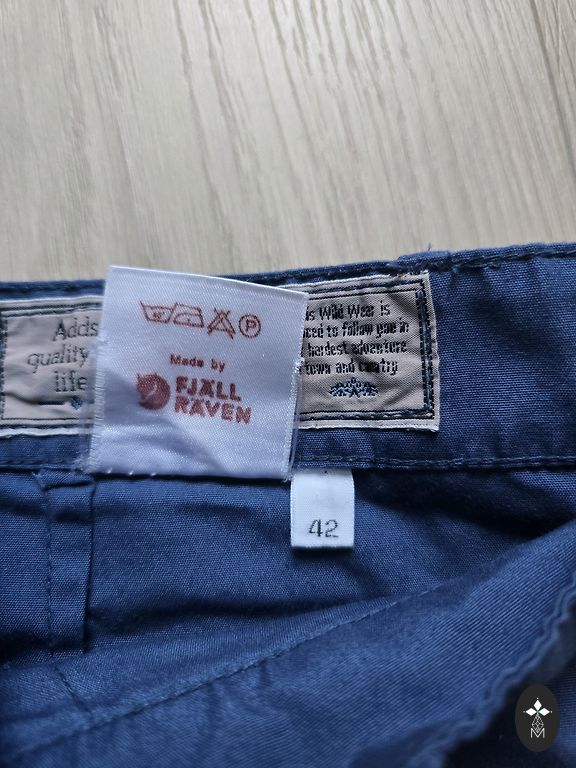 Adds
quality
life
Made by
FJÄLL
RÄVEN
P
Wild Wear is
to follow you in
hardest adventure
town and country
42
M